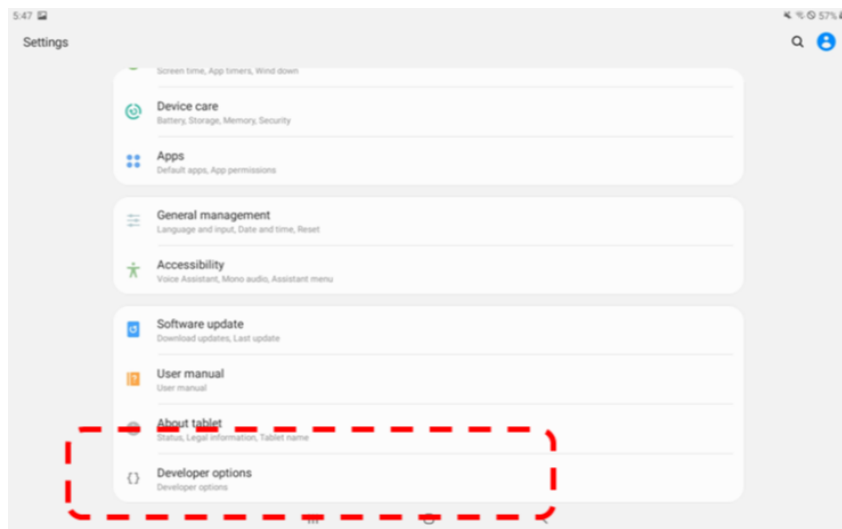 5:47
57%
Settings
Screen time, App timers, Wind down
Device care
Battery, Storage, Memory, Security
Apps
Default apps, App permissions
General management
Language and input, Date and time, Reset
Accessibility
Voice Assistant, Mono audio, Assistant menu
Software update
Download updates, Last update
User manual
User manual
About tablet
Status, Legal information, Tablet name
Developer options
Developer options